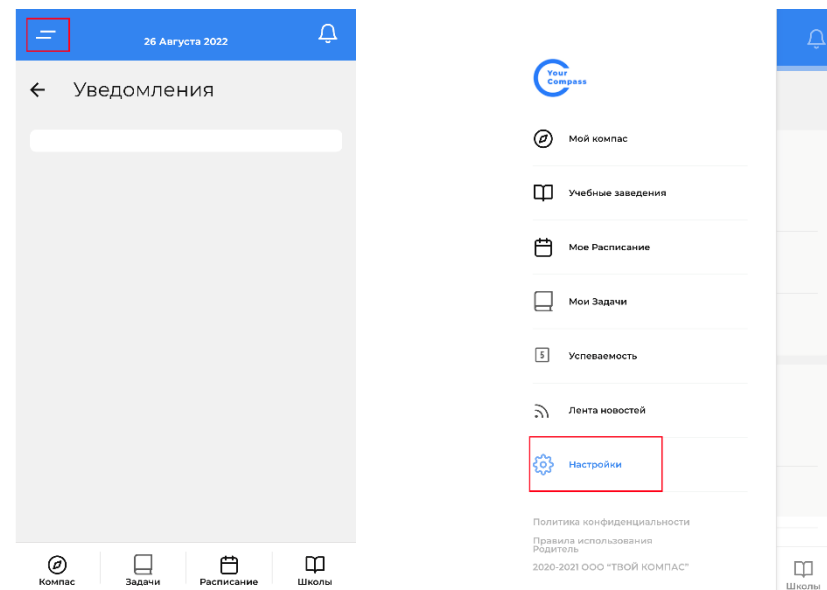 26 Августа 2022
Уведомления
Компас
Задачи
Расписание
Школы
Your
Compass
Мой компас
Учебные заведения
Мое Расписание
Мои Задачи
5
Успеваемость
Лента новостей
Настройки
Политика конфиденциальности
Правила использования
Родитель
2020-2021 ООО "ТВОЙ КОМПАС"
Школы